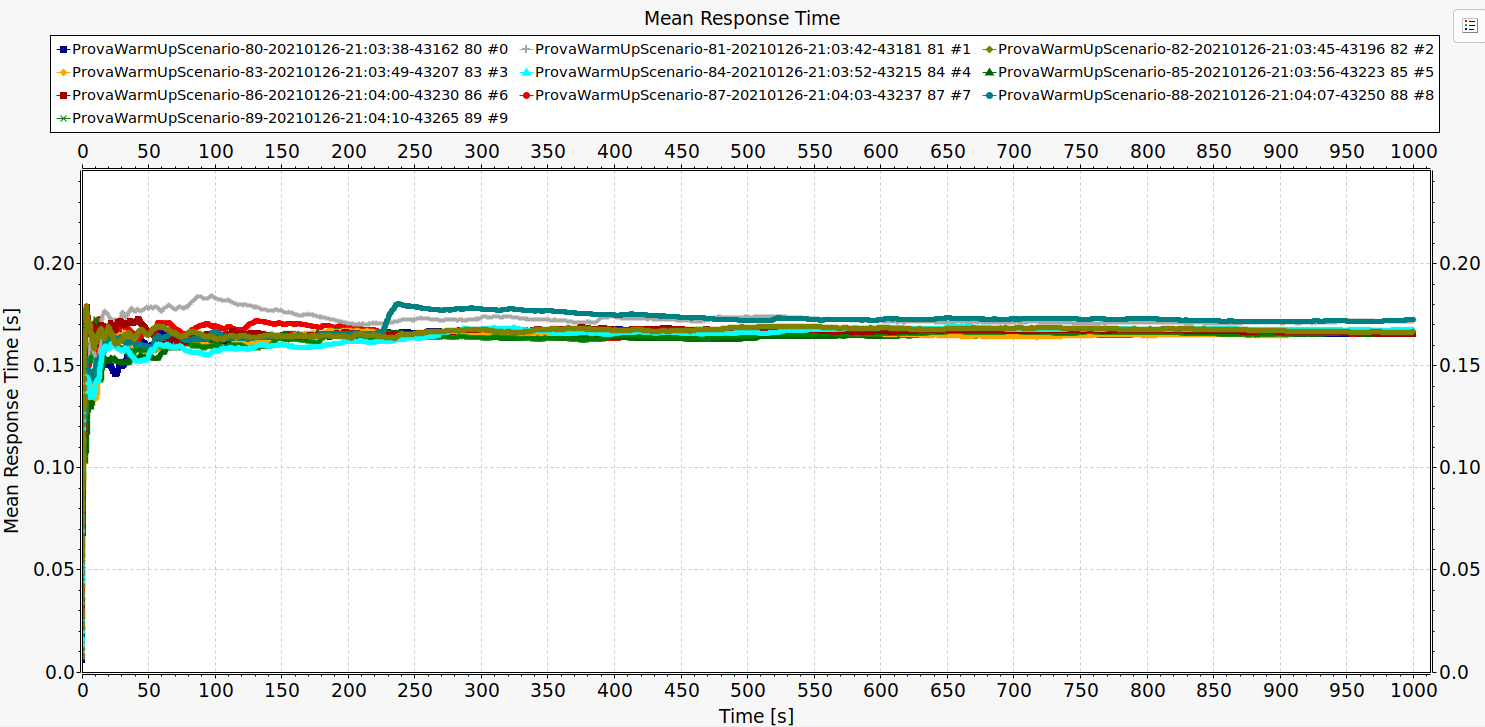 Mean Response Time
ProvaWarmUpScenario-80-20210126-21:03:38-43162 80 #0 ProvaWarmUpScenario-81-20210126-21:03:42-43181 81 #1 ProvaWarmUpScenario-82-20210126-21:03:45-43196 82 #2
ProvaWarmUpScenario-83-20210126-21:03:49-43207 83 #3 ProvaWarmUpScenario-84-20210126-21:03:52-43215 84 #4 ProvaWarmUpScenario-85-20210126-21:03:56-43223 85 #5
ProvaWarmUpScenario-86-20210126-21:04:00-43230 86 #6 ProvaWarmUpScenario-87-20210126-21:04:03-43237 87 #7 ProvaWarmUpScenario-88-20210126-21:04:07-43250 88 #8
ProvaWarmUpScenario-89-20210126-21:04:10-43265 89 #9
0 50 100 150 200 250 300 350 400 450 500 550 600 650 700 750 800 850 900 950 1000
Mean Response Time [s]
0.20 0.20
0.15 0.15
0.10 0.10
0.05 0.05
0.0 0.0
0 50 100 150 200 250 300 350 400 450 500 550 600 650 700 750 800 850 900 950 1000
Time [s]